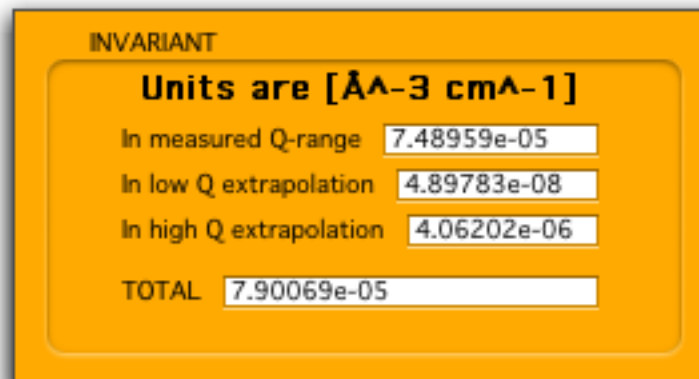 INVARIANT
Units are [Å^-3 cm^-1]
In measured Q-range 7.48959e-05
In low Q extrapolation 4.89783e-08
In high Q extrapolation 4.06202e-06
TOTAL 7.90069e-05